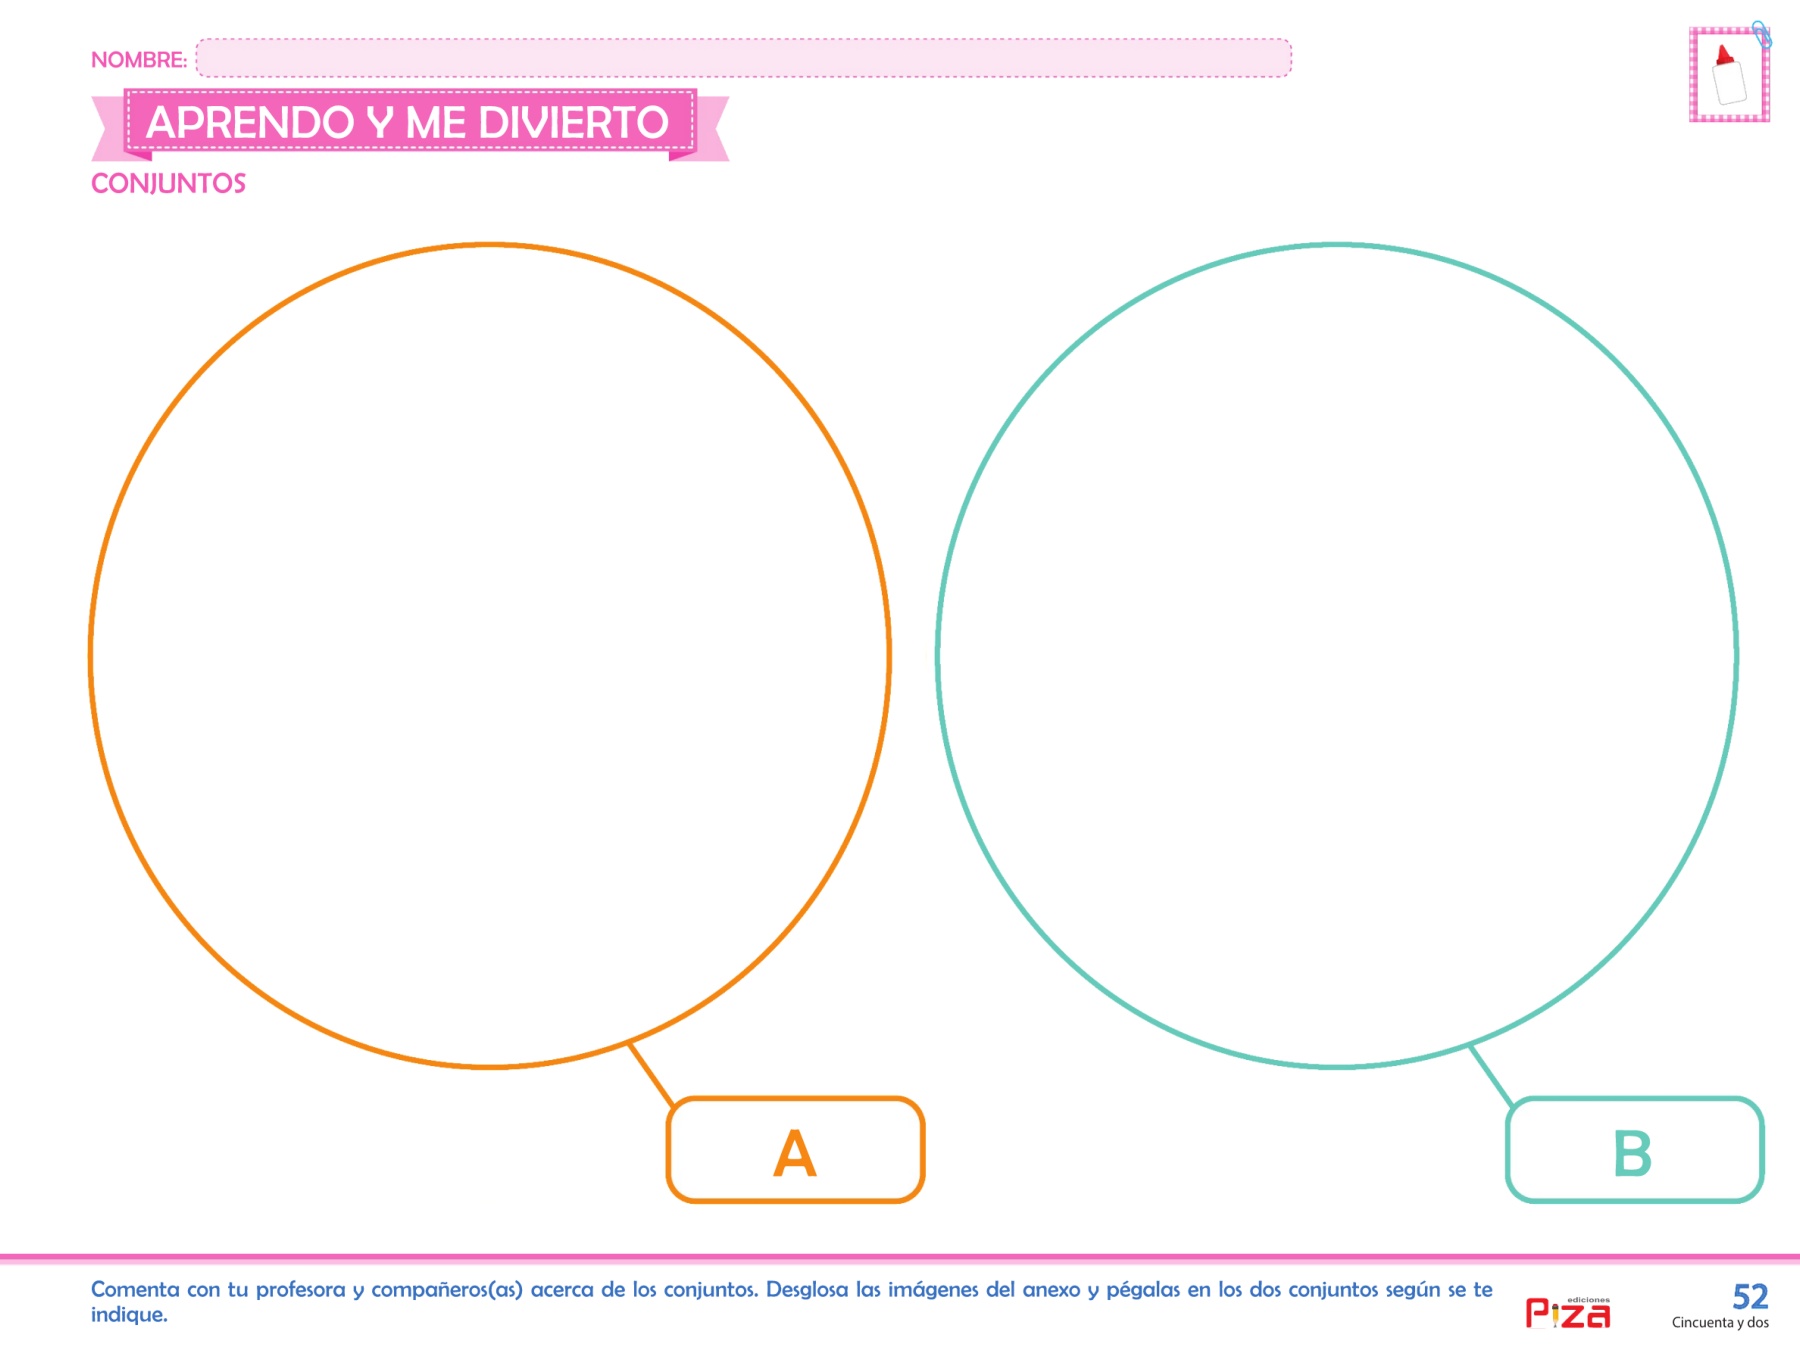 NOMBRE:
APRENDO Y ME DIVIERTO
CONJUNTOS
A
B
Comenta con tu profesora y compañeros(as) acerca de los conjuntos. Desglosa las imágenes del anexo y pégalas en los dos conjuntos según se te
indique.
ediciones
Piza
52
Cincuenta y dos